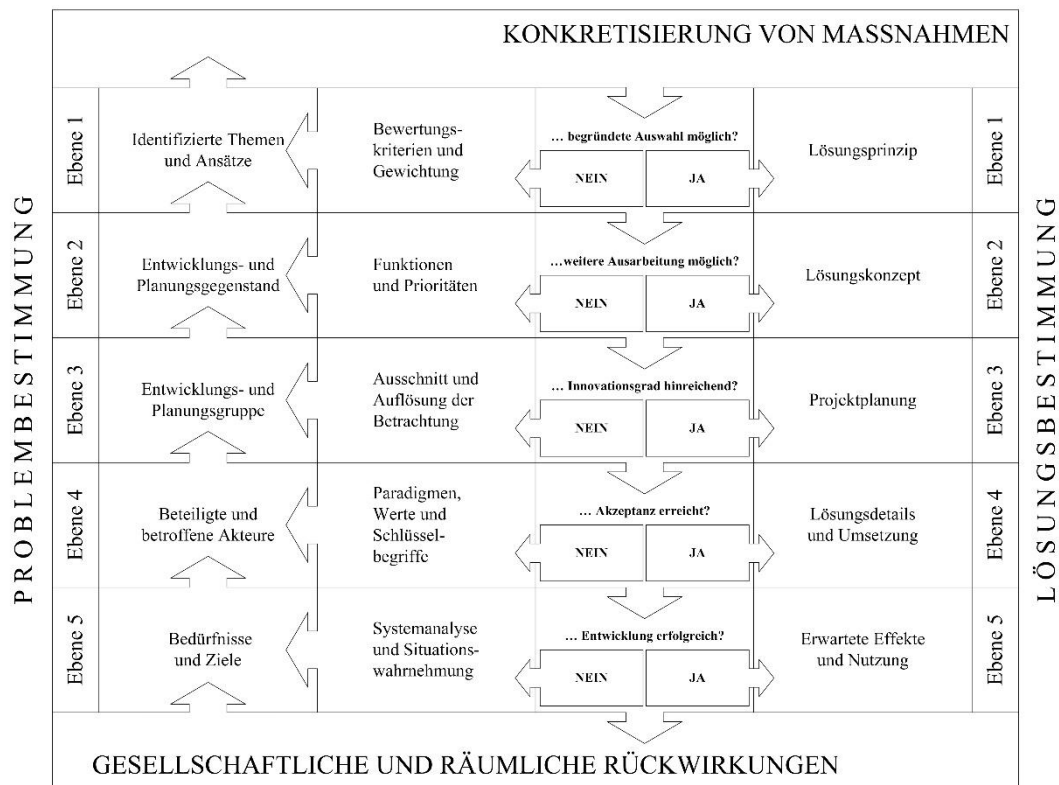 KONKRETISIERUNG VON MASSNAHMEN
PROBLEMBESTIMMUNG
Ebene 1
Identifizierte Themen
und Ansätze
Bewertungs-
kriterien und
Gewichtung
... begründete Auswahl möglich?
NEIN
JA
Lösungsprinzip
Ebene 1
Ebene 2
Entwicklungs- und
Planungsgegenstand
Funktionen
und Prioritäten
...weitere Ausarbeitung möglich?
NEIN
JA
Lösungskonzept
Ebene 2
Ebene 3
Entwicklungs- und
Planungsgruppe
Ausschnitt und
Auflösung der
Betrachtung
... Innovationsgrad hinreichend?
NEIN
JA
Projektplanung
Ebene 3
Ebene 4
Beteiligte und
betroffene Akteure
Paradigmen,
Werte und
Schlüssel-
begriffe
... Akzeptanz erreicht?
NEIN
JA
Lösungsdetails
und Umsetzung
Ebene 4
Ebene 5
Bedürfnisse
und Ziele
Systemanalyse
und Situations-
wahrnehmung
... Entwicklung erfolgreich?
NEIN
JA
Erwartete Effekte
und Nutzung
Ebene 5
LÖSUNGSBESTIMMUNG
GESELLSCHAFTLICHE UND RÄUMLICHE RÜCKWIRKUNGEN